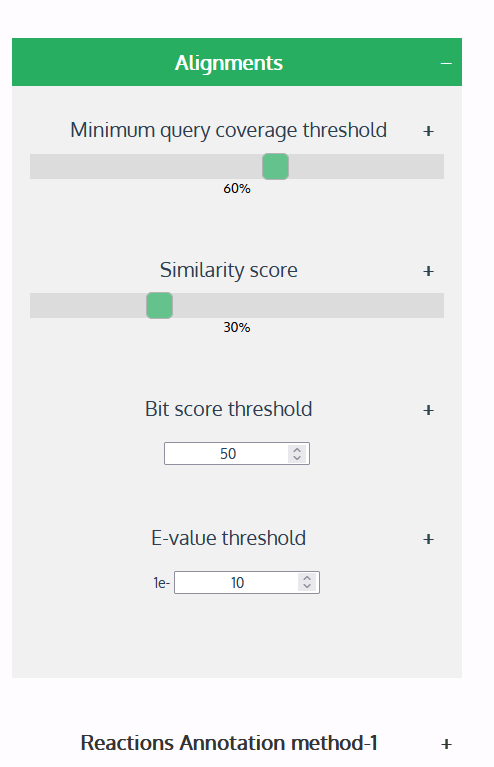 Alignments −
Minimum query coverage threshold +
60%
Similarity score +
30%
Bit score threshold +
50
E-value threshold +
1e- 10
Reactions Annotation method-1 +